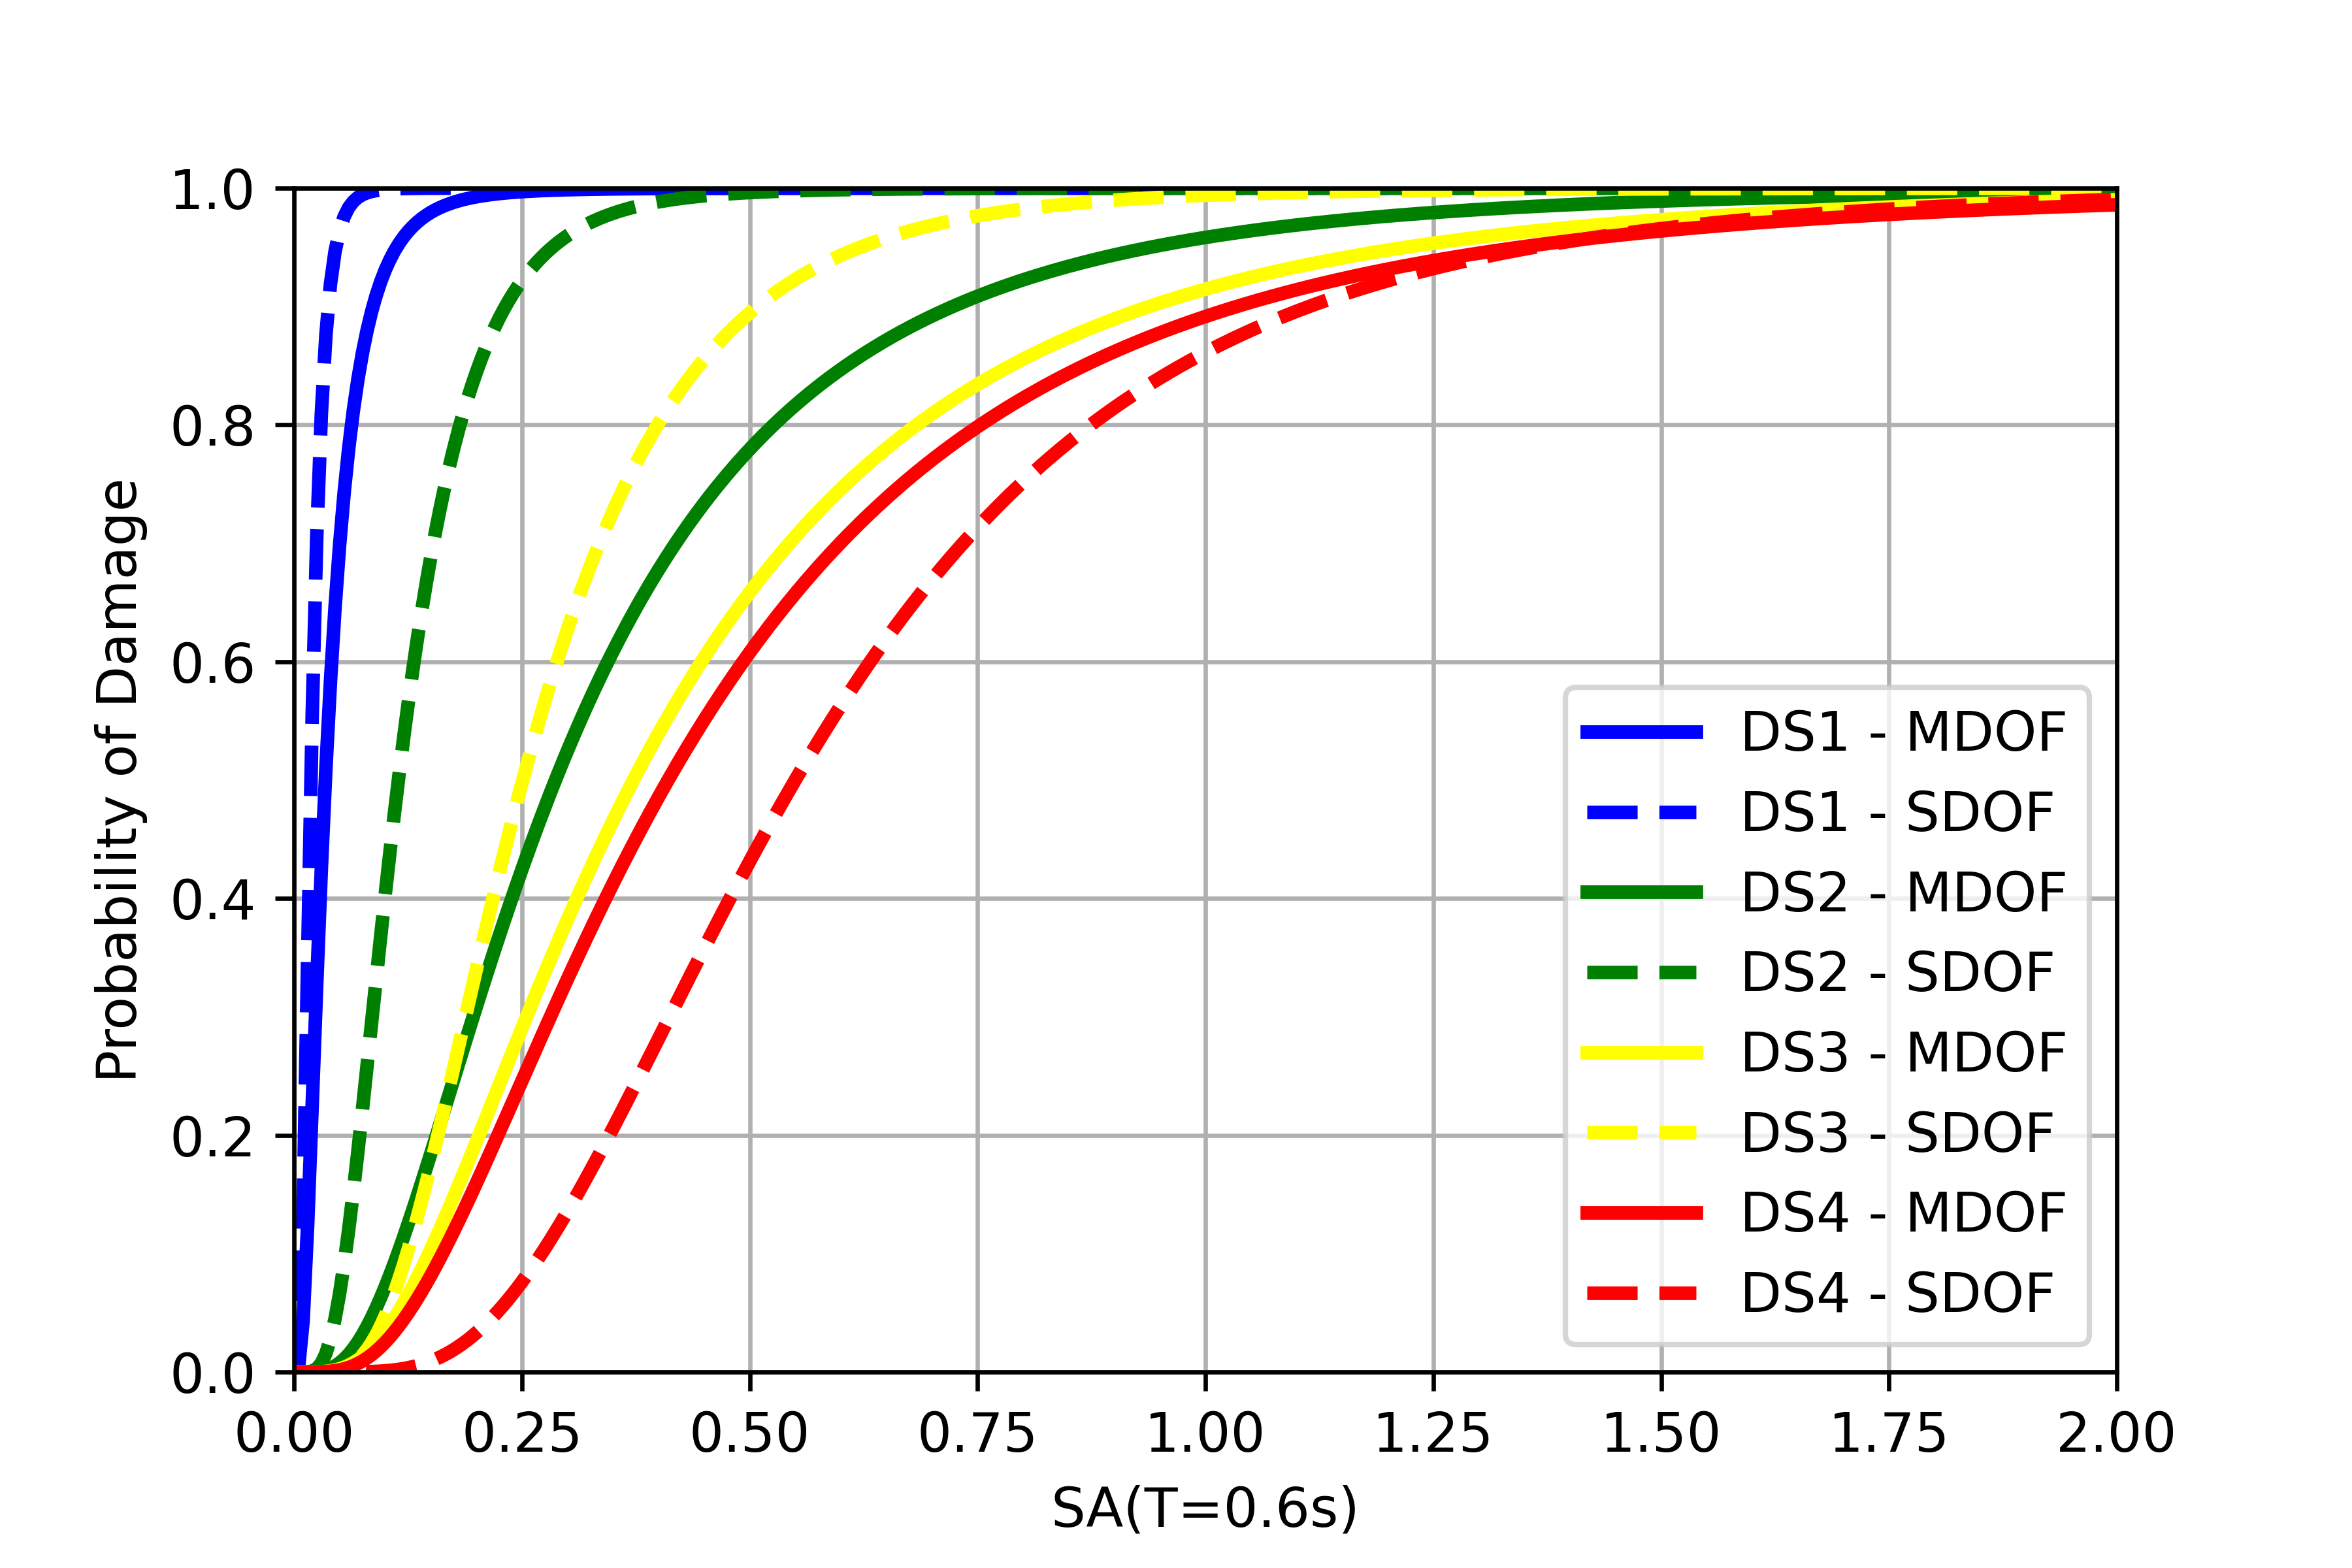 1.0
0.8
0.6
0.4
0.2
0.0
Probability of Damage
0.00 0.25 0.50 0.75 1.00 1.25 1.50 1.75 2.00
SA(T=0.6s)
DS1 - MDOF
DS1 - SDOF
DS2 - MDOF
DS2 - SDOF
DS3 - MDOF
DS3 - SDOF
DS4 - MDOF
DS4 - SDOF